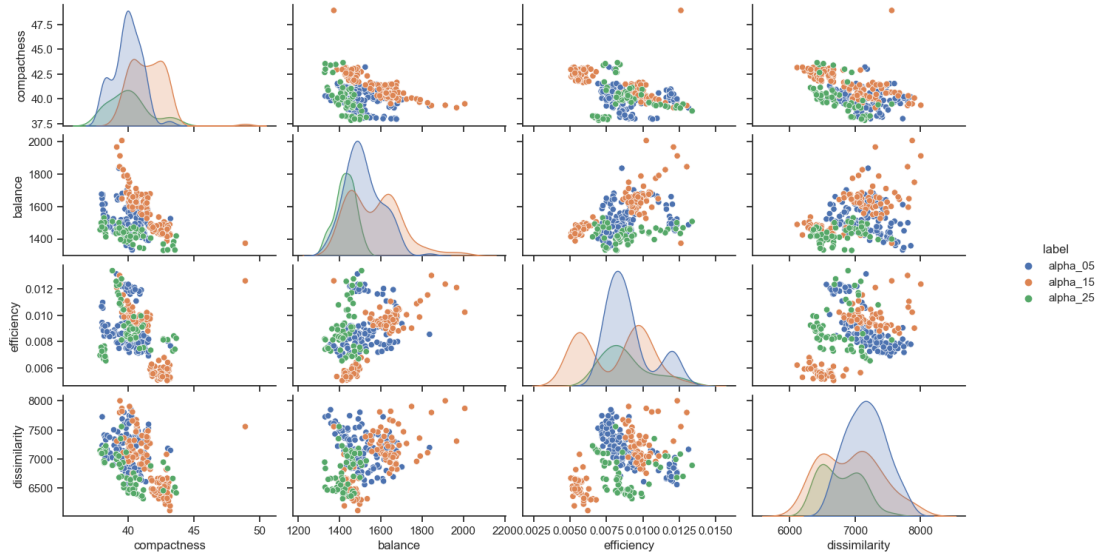 compactness
47.5
45.0
42.5
40.0
37.5
balance
2000
1800
1600
1400
efficiency
0.012
0.010
0.008
0.006
dissimilarity
8000
7500
7000
6500
40 45 50
compactness
1200 1400 1600 1800 2000 2200
balance
0.0025 0.0050 0.0075 0.0100 0.0125 0.0150
efficiency
6000 7000 8000
dissimilarity
label
alpha_05
alpha_15
alpha_25